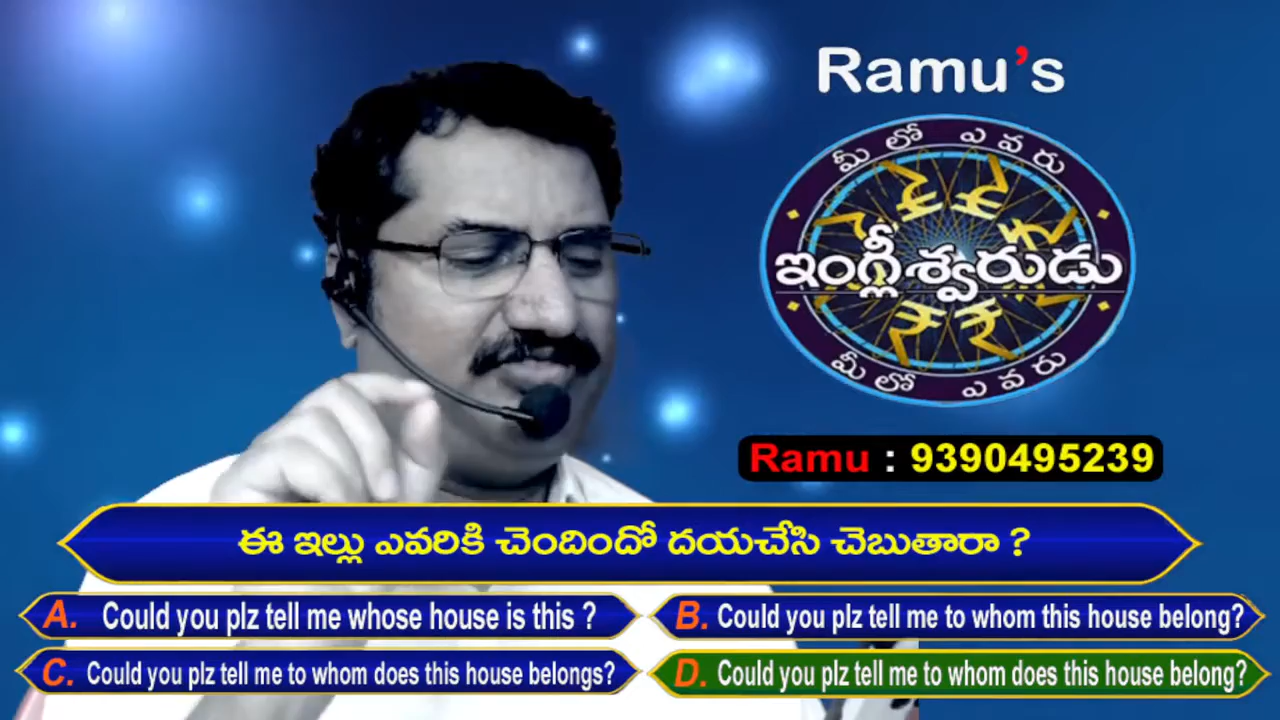 Ramu's
మీలో ఎవరు
ఇంగ్లీశ్వరుడు
మీలో ఎవరు
Ramu : 9390495239
ఈ ఇల్లు ఎవరికి చెందిందో దయచేసి చెబుతారా ?
A. Could you plz tell me whose house is this ?
B. Could you plz tell me to whom this house belong?
C. Could you plz tell me to whom does this house belongs?
D. Could you plz tell me to whom does this house belong?